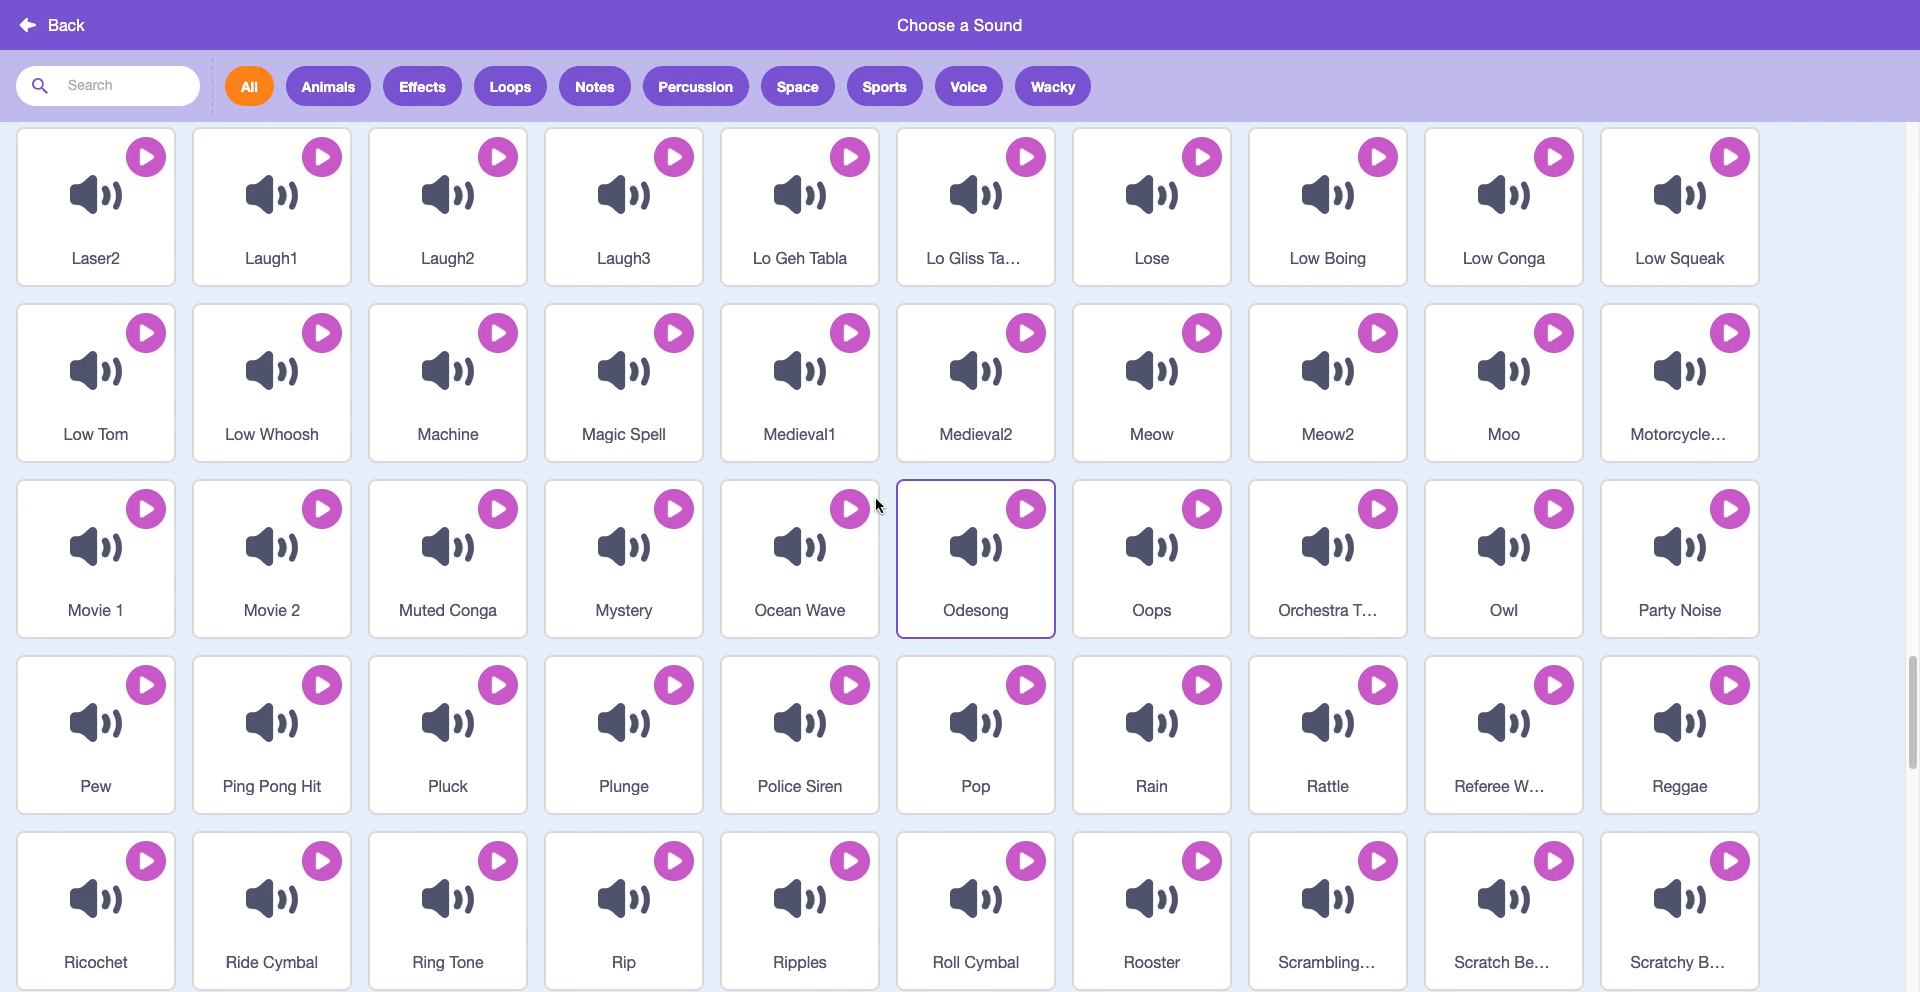 Back
Choose a Sound
Search
All Animals Effects Loops Notes Percussion Space Sports Voice Wacky
Laser2 Laugh1 Laugh2 Laugh3 Lo Geh Tabla Lo Gliss Ta... Lose Low Boing Low Conga Low Squeak
Low Tom Low Whoosh Machine Magic Spell Medieval1 Medieval2 Meow Meow2 Moo Motorcycle...
Movie 1 Movie 2 Muted Conga Mystery Ocean Wave Odesong Oops Orchestra T... Owl Party Noise
Pew Ping Pong Hit Pluck Plunge Police Siren Pop Rain Rattle Referee W... Reggae
Ricochet Ride Cymbal Ring Tone Rip Ripples Roll Cymbal Rooster Scrambling... Scratch Be... Scratchy B...